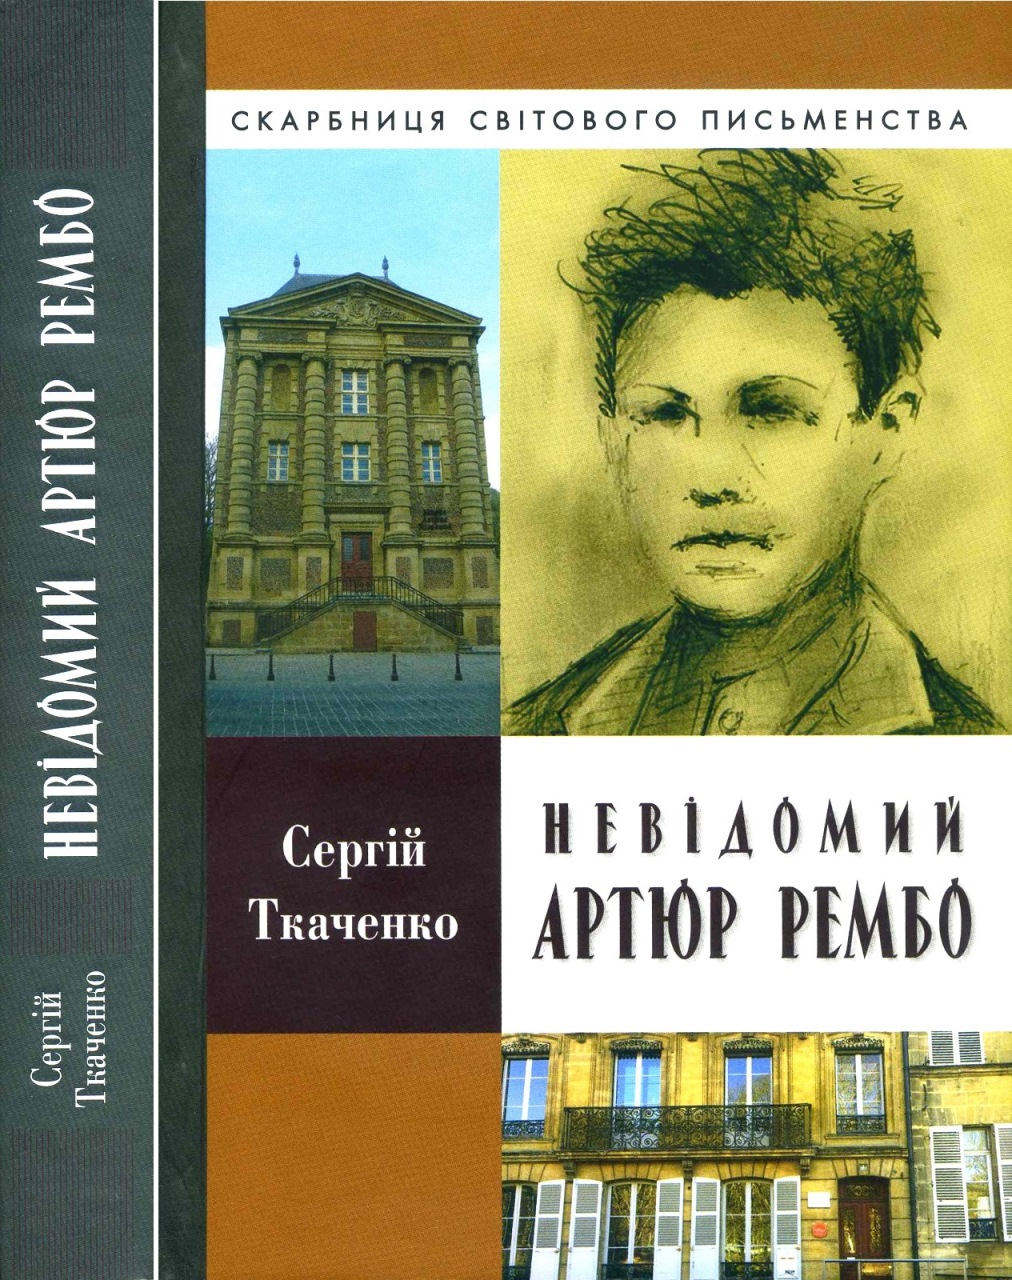 НЕВІДОМИЙ АРТЮР РЕМБО
Сергій
Ткаченко
СКАРБНИЦЯ СВІТОВОГО ПИСЬМЕНСТВА
Сергій
Ткаченко
НЕВІДОМИЙ
АРТЮР РЕМБО